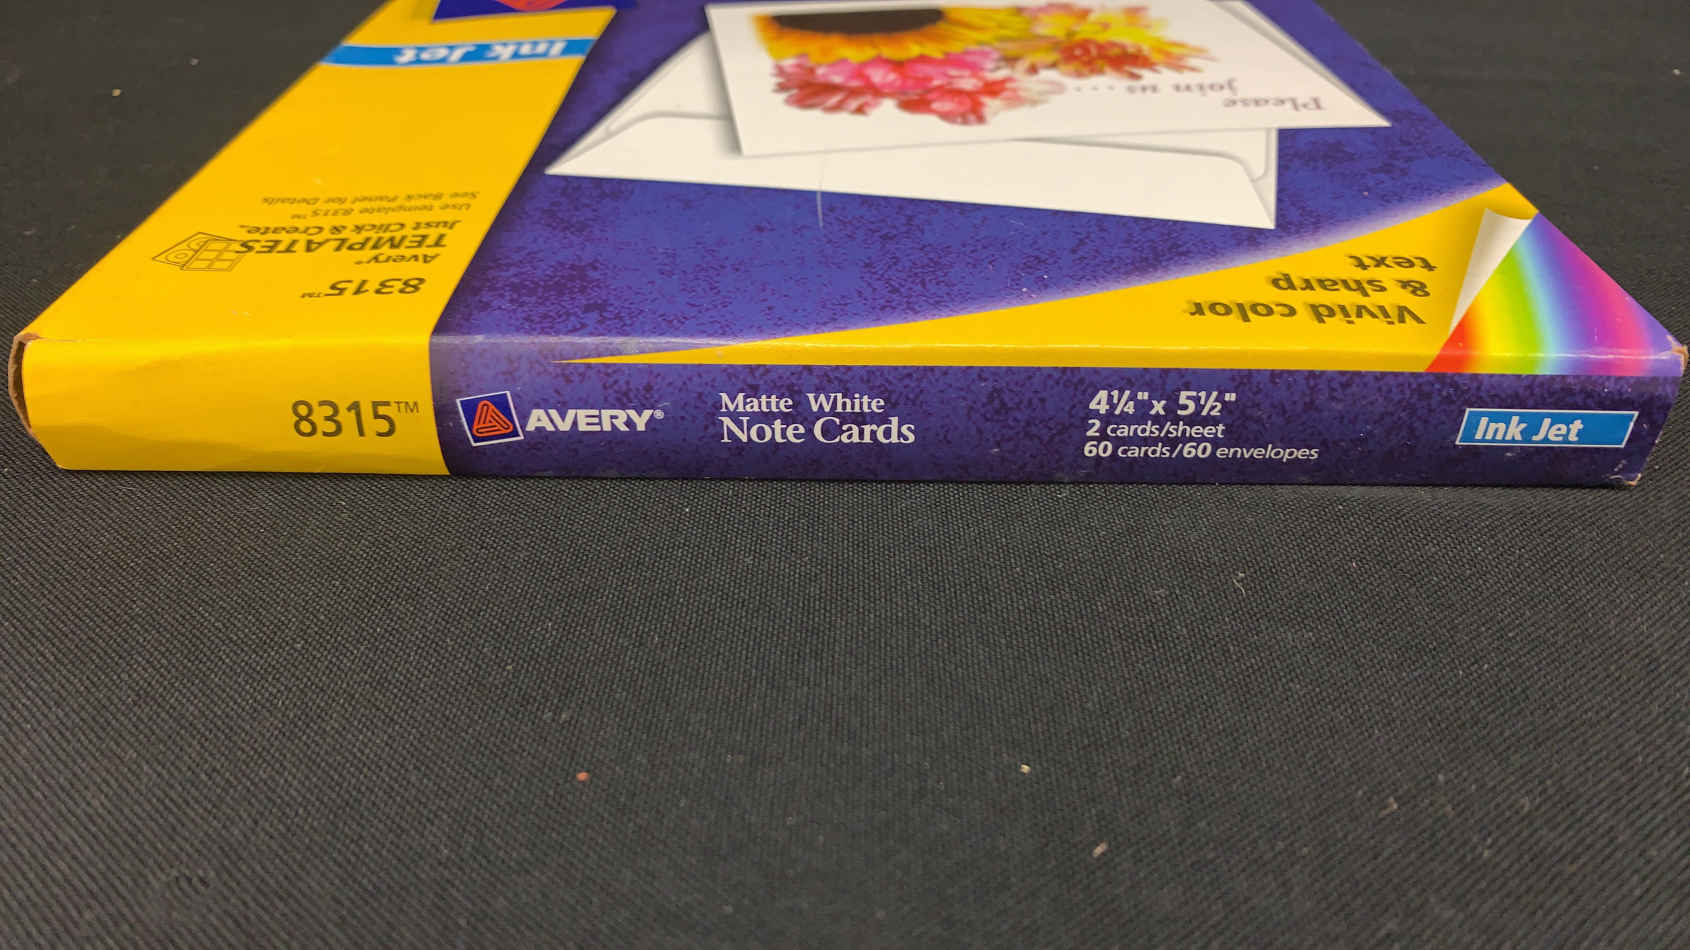 Ink Jet
Please
join us....
See Back Panel for Details
Use template 8315™
Just Click & Create.™
TEMPLATES
Avery®
8315™
Vivid color
& sharp
text
8315™
AVERY®
Matte White
Note Cards
4¼" x 5½"
2 cards/sheet
60 cards/60 envelopes
Ink Jet